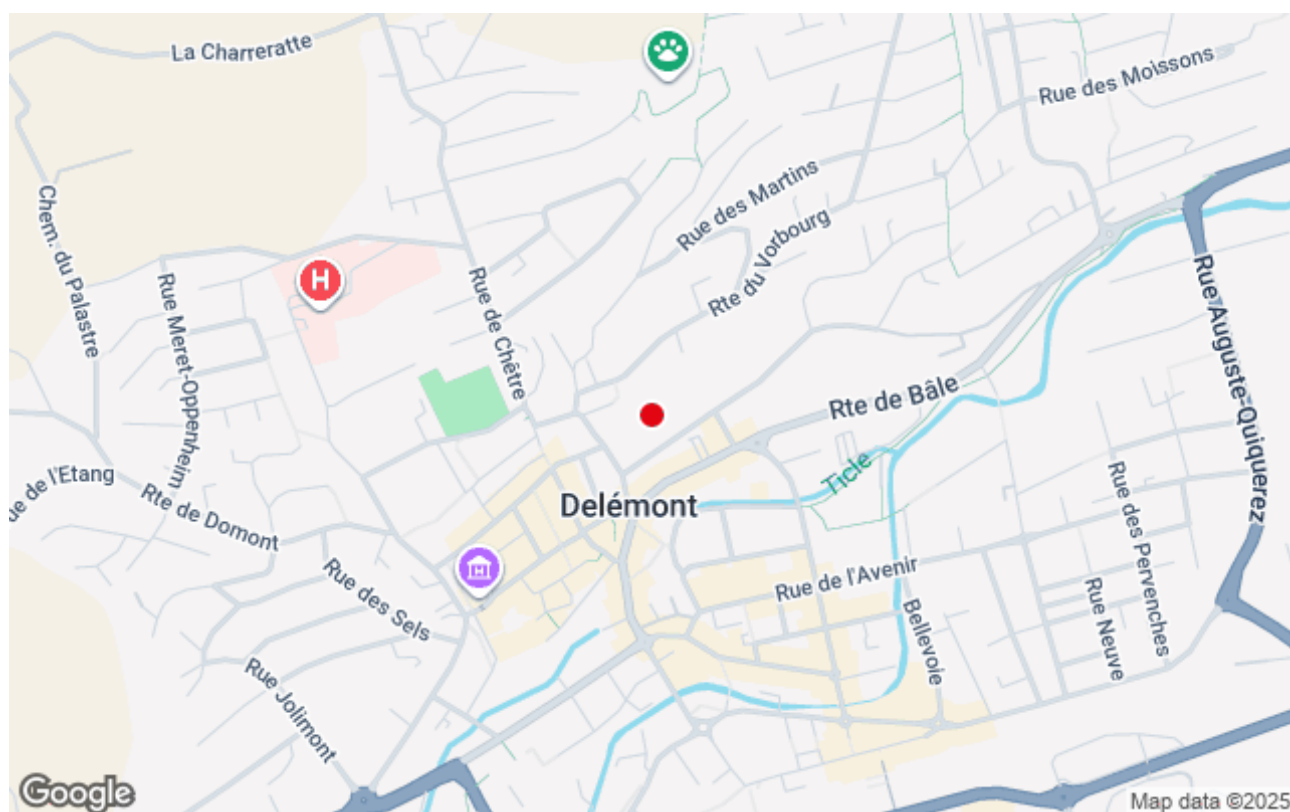 La Charreratte
Rue des Moissons
Chem. du Palastre
Rue Meret-Oppenheim
Rue de Chêtre
Rue des Martins
Rte du Vorbourg
Rue Auguste-Quiquerez
Rte de Bâle
ue de l'Etang
Rte de Domont
Delémont
Ticle
Rue des Pervenches
Rue de l'Avenir
Rue Neuve
Bellevoie
Rue des Sels
Rue Jolimont
H
Google
Map data ©2025